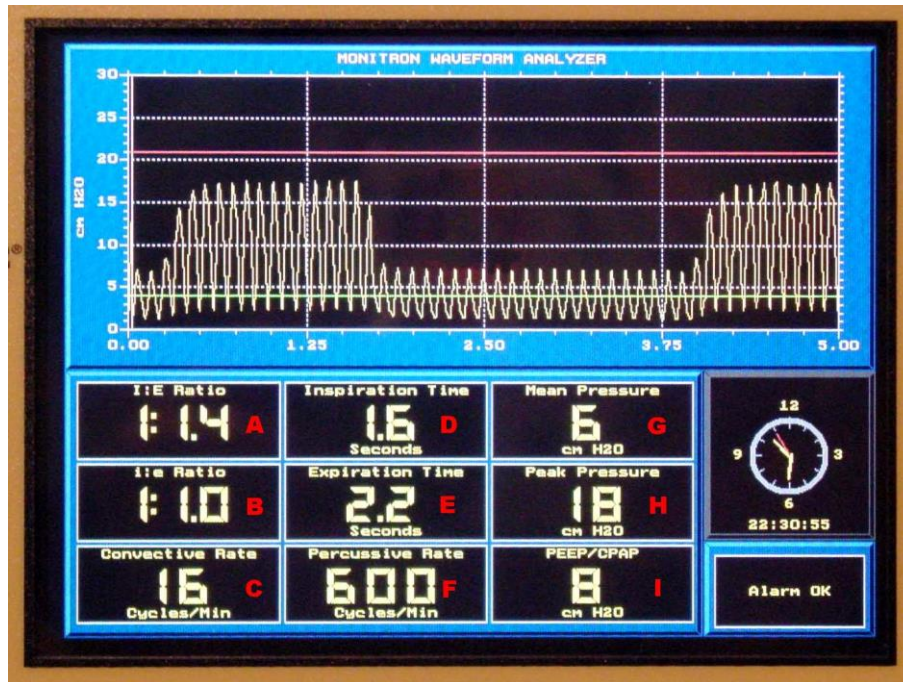 MONITRON WAVEFORM ANALYZER
30
25
20
15
10
5
0
cm H2O
0.00 1.25 2.50 3.75 5.00
I:E Ratio
1:1.4 A
i:e Ratio
1:1.0 B
Convective Rate
16 C
Cycles/Min
Inspiration Time
1.6 D
Seconds
Expiration Time
2.2 E
Seconds
Percussive Rate
600 F
Cycles/Min
Mean Pressure
6 G
cm H2O
Peak Pressure
18 H
cm H2O
PEEP/CPAP
8 I
cm H2O
12
9 3
6
22:30:55
Alarm OK